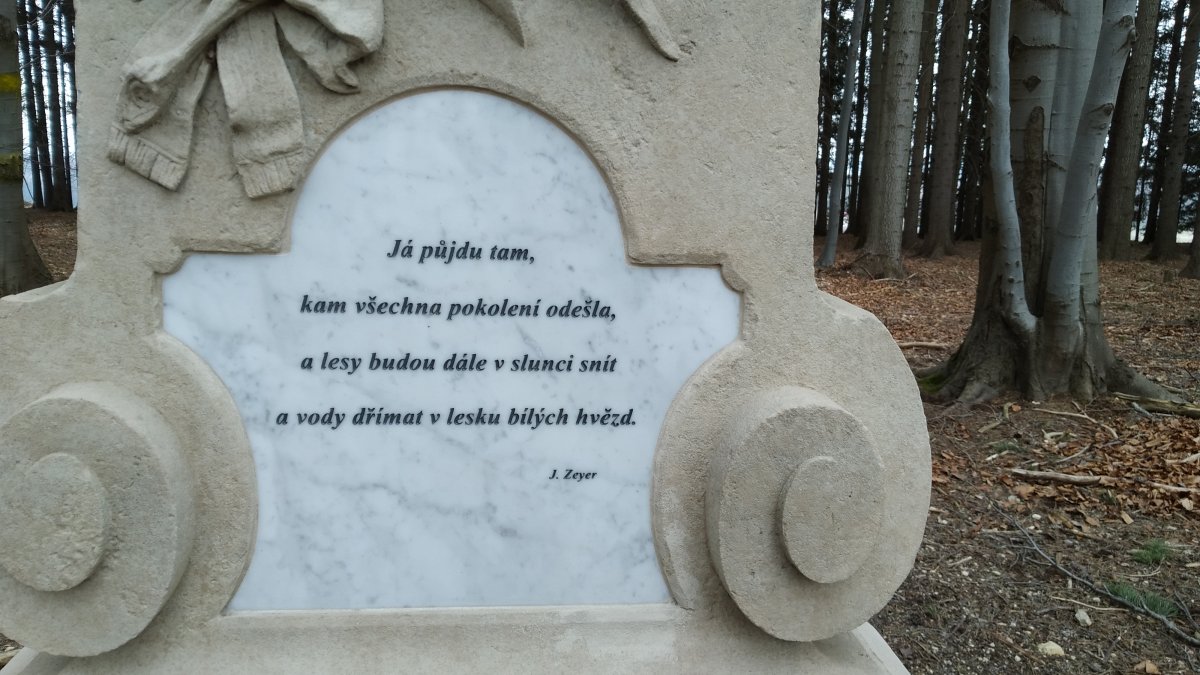 Já půjdu tam,
kam všechna pokolení odešla,
a lesy budou dále v slunci snít
a vody dřímat v lesku bílých hvězd.
J. Zeyer